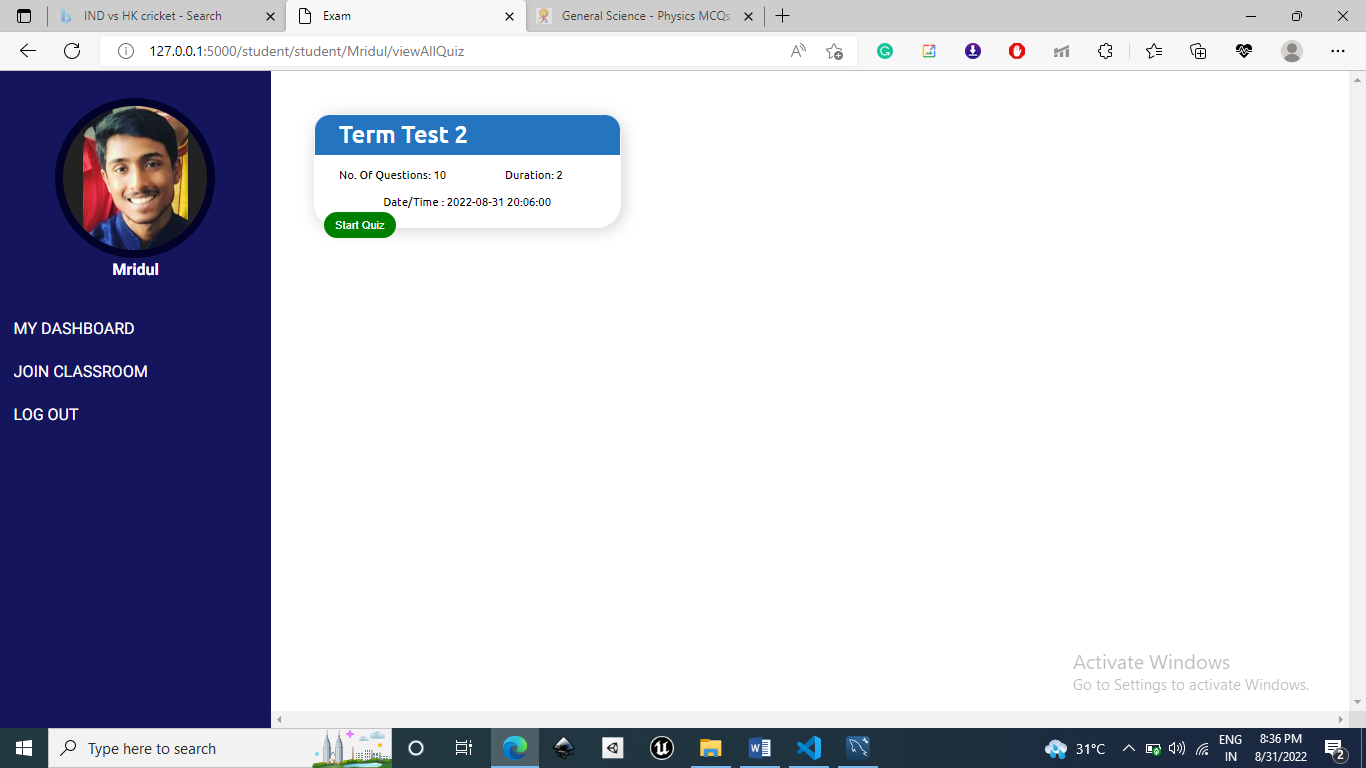 IND vs HK cricket - Search
Exam
General Science - Physics MCQs
127.0.0.1:5000/student/student/Mridul/viewAllQuiz
Mridul
MY DASHBOARD
JOIN CLASSROOM
LOG OUT
Term Test 2
No. Of Questions: 10 Duration: 2
Date/Time : 2022-08-31 20:06:00
Start Quiz
Activate Windows
Go to Settings to activate Windows.
Type here to search
31°C
ENG
IN
8:36 PM
8/31/2022
2